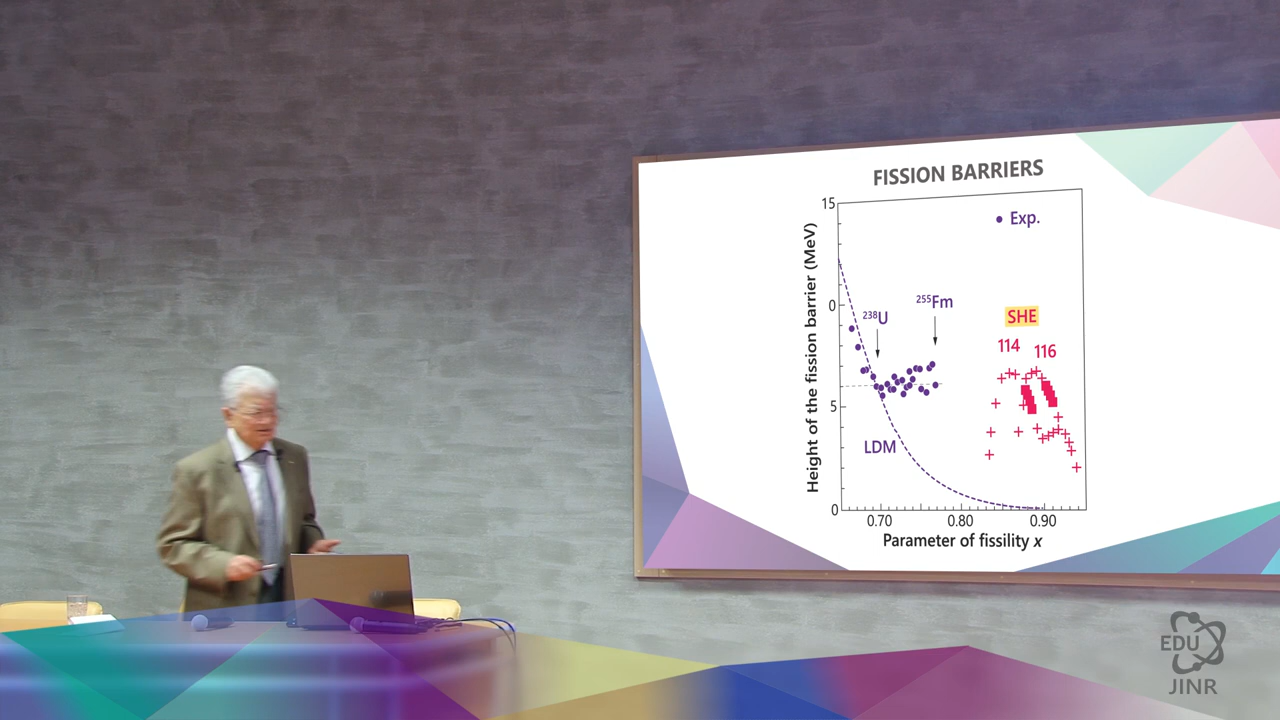 FISSION BARRIERS
15
Exp.
Height of the fission barrier (MeV)
0
²³⁸U
²⁵⁵Fm
SHE
114
116
5
LDM
0
0.70
0.80
0.90
Parameter of fissility x
EDU
JINR